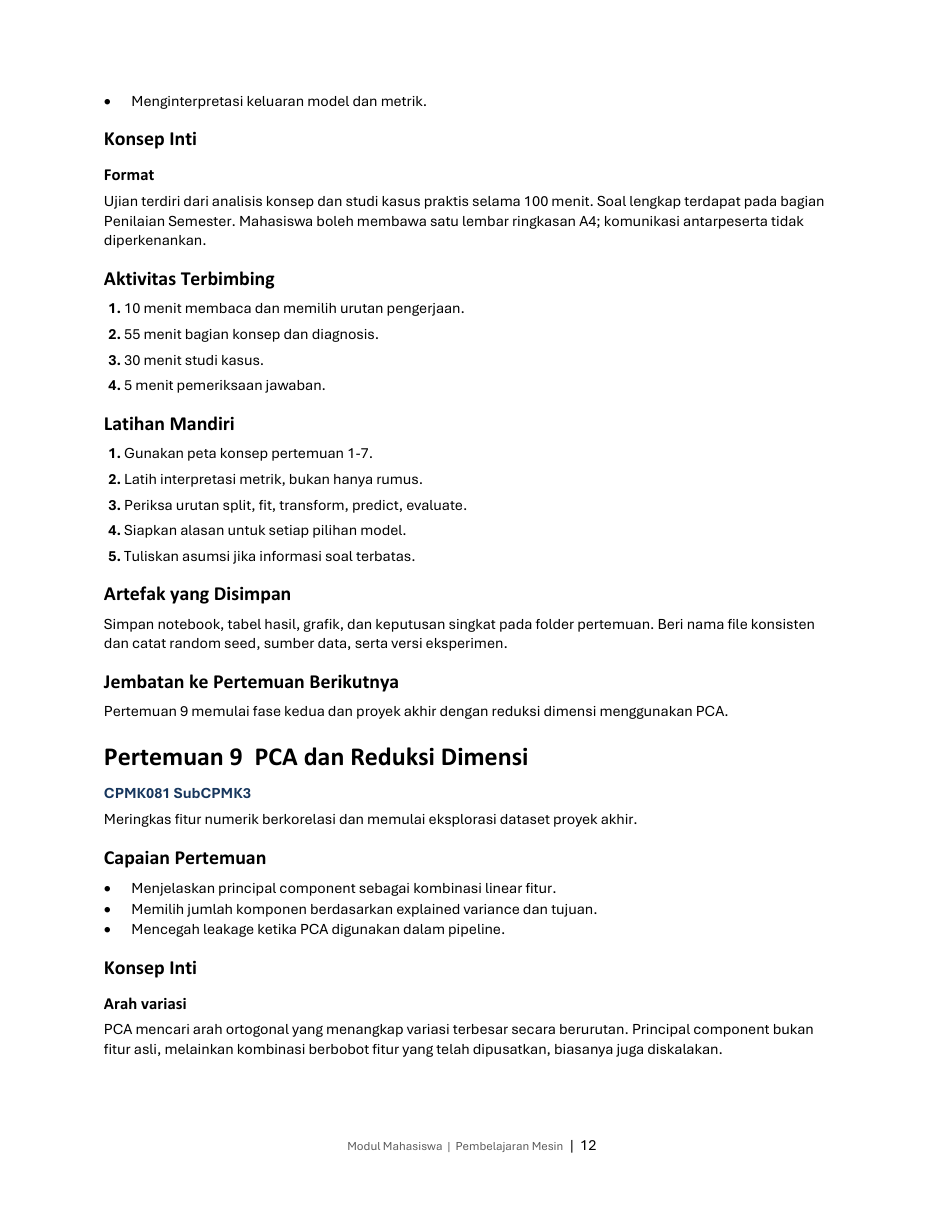 • Menginterpretasi keluaran model dan metrik.
Konsep Inti
Format
Ujian terdiri dari analisis konsep dan studi kasus praktis selama 100 menit. Soal lengkap terdapat pada bagian
Penilaian Semester. Mahasiswa boleh membawa satu lembar ringkasan A4; komunikasi antarpeserta tidak
diperkenankan.
Aktivitas Terbimbing
1. 10 menit membaca dan memilih urutan pengerjaan.
2. 55 menit bagian konsep dan diagnosis.
3. 30 menit studi kasus.
4. 5 menit pemeriksaan jawaban.
Latihan Mandiri
1. Gunakan peta konsep pertemuan 1-7.
2. Latih interpretasi metrik, bukan hanya rumus.
3. Periksa urutan split, fit, transform, predict, evaluate.
4. Siapkan alasan untuk setiap pilihan model.
5. Tuliskan asumsi jika informasi soal terbatas.
Artefak yang Disimpan
Simpan notebook, tabel hasil, grafik, dan keputusan singkat pada folder pertemuan. Beri nama file konsisten
dan catat random seed, sumber data, serta versi eksperimen.
Jembatan ke Pertemuan Berikutnya
Pertemuan 9 memulai fase kedua dan proyek akhir dengan reduksi dimensi menggunakan PCA.
Pertemuan 9  PCA dan Reduksi Dimensi
CPMK081 SubCPMK3
Meringkas fitur numerik berkorelasi dan memulai eksplorasi dataset proyek akhir.
Capaian Pertemuan
• Menjelaskan principal component sebagai kombinasi linear fitur.
• Memilih jumlah komponen berdasarkan explained variance dan tujuan.
• Mencegah leakage ketika PCA digunakan dalam pipeline.
Konsep Inti
Arah variasi
PCA mencari arah ortogonal yang menangkap variasi terbesar secara berurutan. Principal component bukan
fitur asli, melainkan kombinasi berbobot fitur yang telah dipusatkan, biasanya juga diskalakan.
Modul Mahasiswa | Pembelajaran Mesin | 12